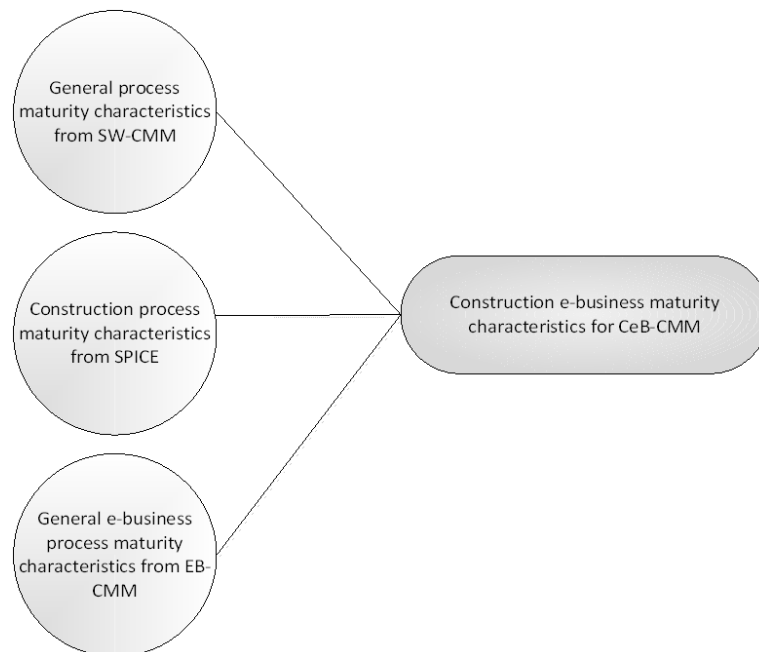 General process
maturity characteristics
from SW-CMM
Construction process
maturity characteristics
from SPICE
General e-business
process maturity
characteristics from EB-
CMM
Construction e-business maturity
characteristics for CeB-CMM